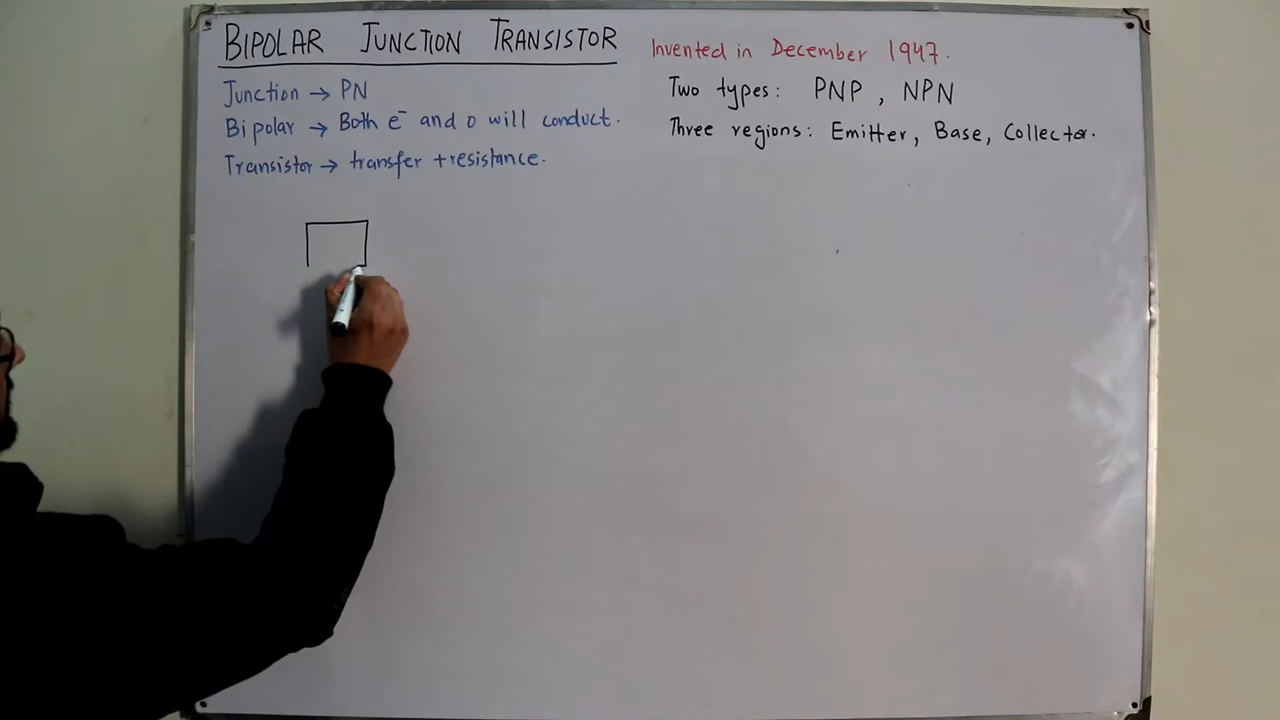 BIPOLAR JUNCTION TRANSISTOR
Invented in December 1947.
Junction → PN
Two types: PNP, NPN
Bipolar → Both e⁻ and o will conduct.
Three regions: Emitter, Base, Collector.
Transistor → transfer + resistance.